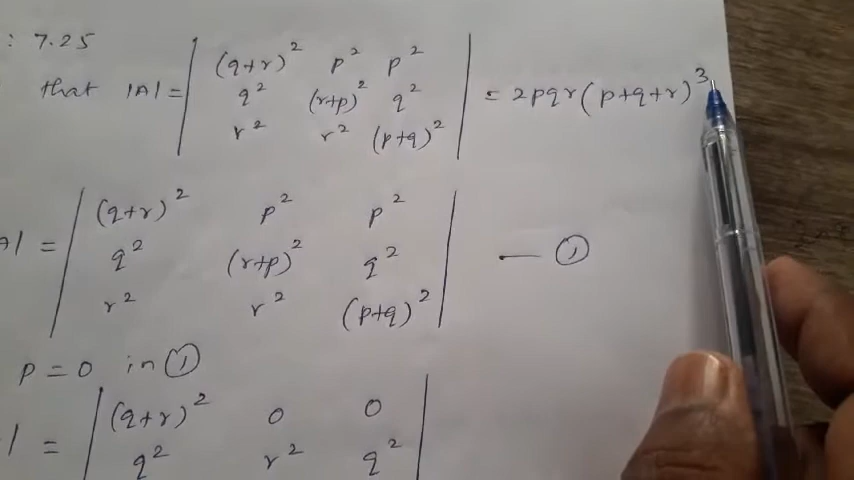 : 7.25
that |A| = | (q+r)² p² p² |
| q² (r+p)² q² | = 2pqr(p+q+r)³
| r² r² (p+q)² |
| (q+r)² p² p² |
A| = | q² (r+p)² q² | — ①
| r² r² (p+q)² |
p = 0 in ①
| (q+r)² 0 0 |
| = | q² r² q²